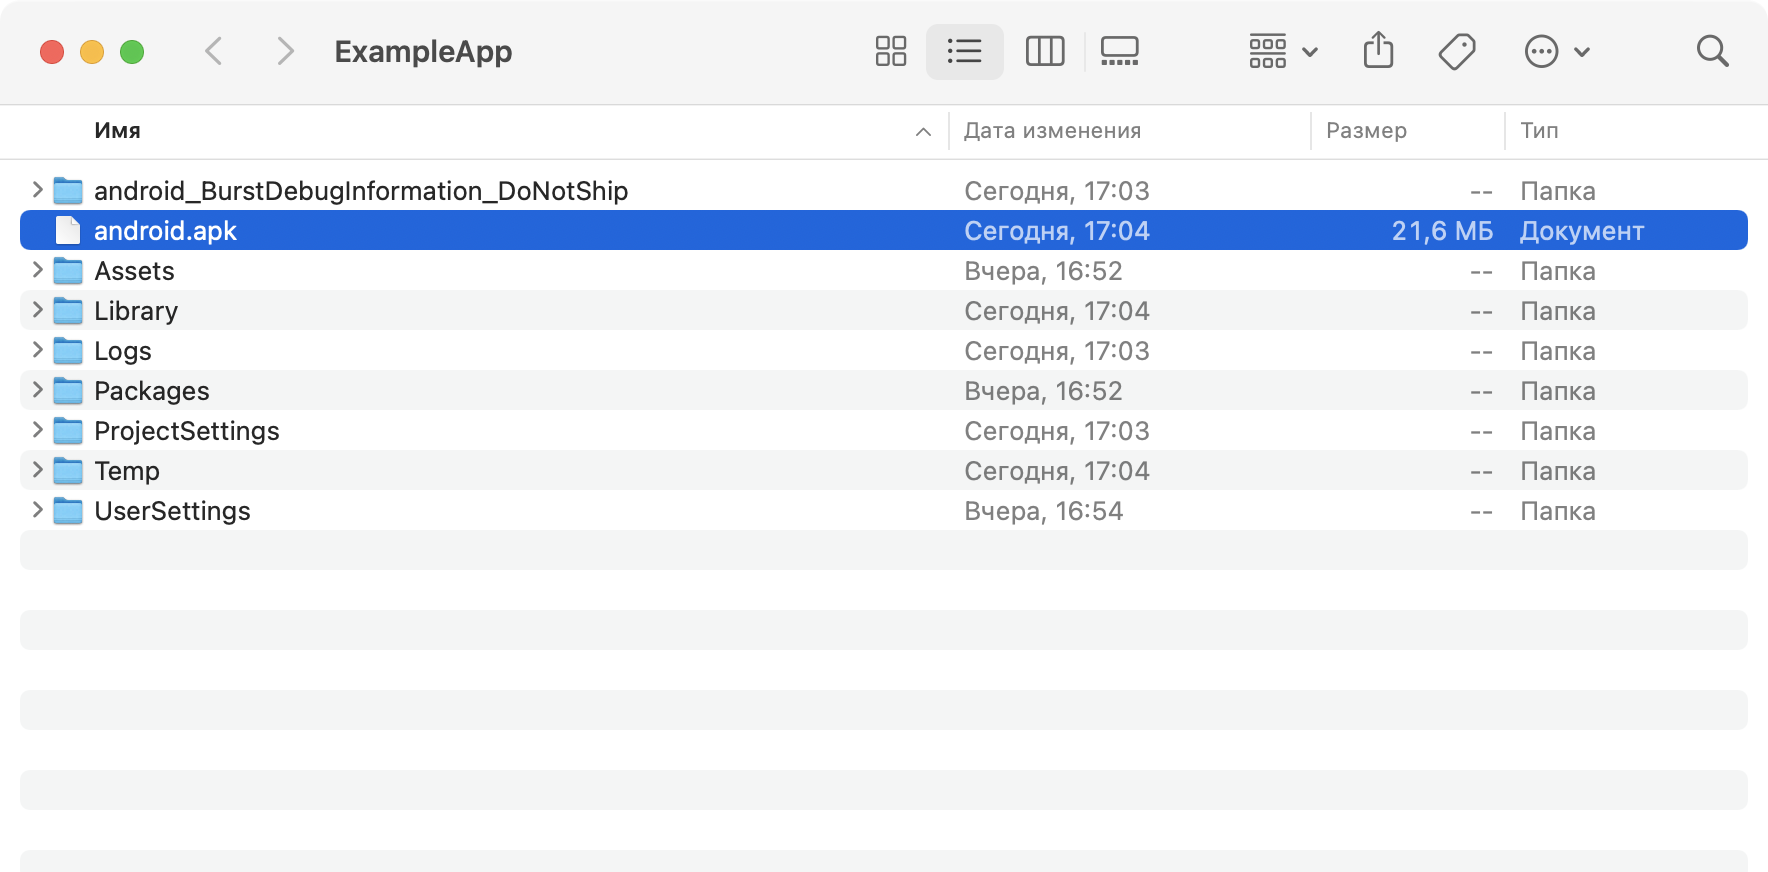 ExampleApp
Имя Дата изменения Размер Тип
android_BurstDebugInformation_DoNotShip Сегодня, 17:03 -- Папка
android.apk Сегодня, 17:04 21,6 МБ Документ
Assets Вчера, 16:52 -- Папка
Library Сегодня, 17:04 -- Папка
Logs Сегодня, 17:03 -- Папка
Packages Вчера, 16:52 -- Папка
ProjectSettings Сегодня, 17:03 -- Папка
Temp Сегодня, 17:04 -- Папка
UserSettings Вчера, 16:54 -- Папка